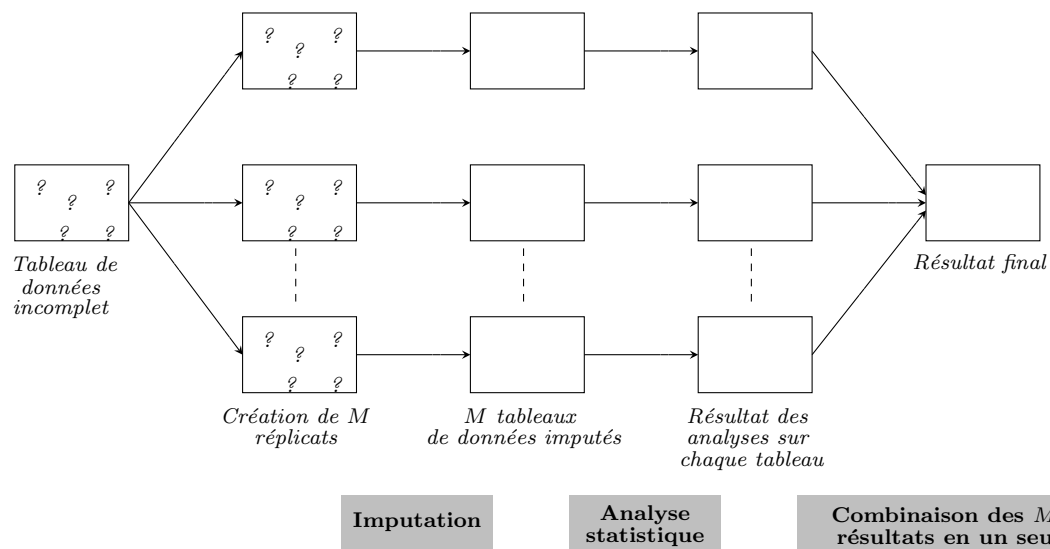 ? ?
?
? ?
? ?
?
? ?
? ?
?
? ?
Tableau de
données
incomplet
Résultat final
? ?
?
? ?
Création de M
réplicats
M tableaux
de données imputés
Résultat des
analyses sur
chaque tableau
Imputation
Analyse
statistique
Combinaison des M
résultats en un seu